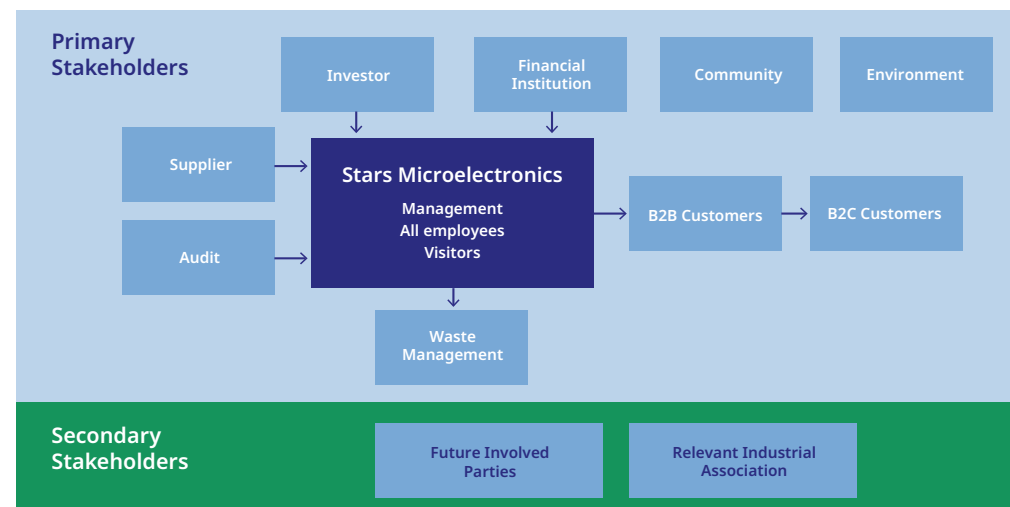 Primary
Stakeholders
Investor
Financial
Institution
Community
Environment
Supplier
Stars Microelectronics
Management
All employees
Visitors
B2B Customers
B2C Customers
Audit
Waste
Management
Secondary
Stakeholders
Future Involved
Parties
Relevant Industrial
Association